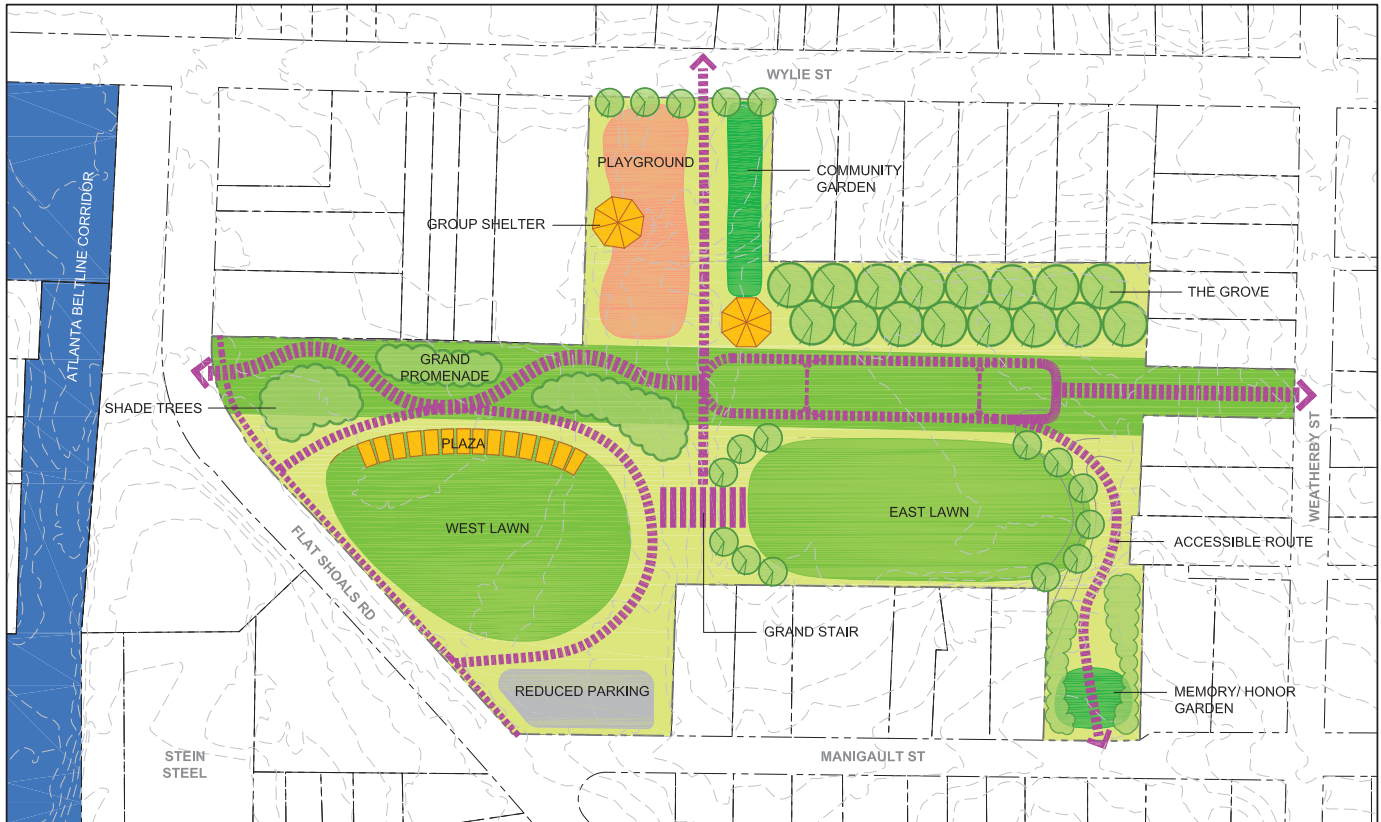 WYLIE ST
PLAYGROUND
COMMUNITY
GARDEN
GROUP SHELTER
ATLANTA BELTLINE CORRIDOR
THE GROVE
GRAND
PROMENADE
SHADE TREES
PLAZA
WEATHERBY ST
WEST LAWN
EAST LAWN
ACCESSIBLE ROUTE
FLAT SHOALS RD
GRAND STAIR
REDUCED PARKING
MEMORY/ HONOR
GARDEN
STEIN
STEEL
MANIGAULT ST